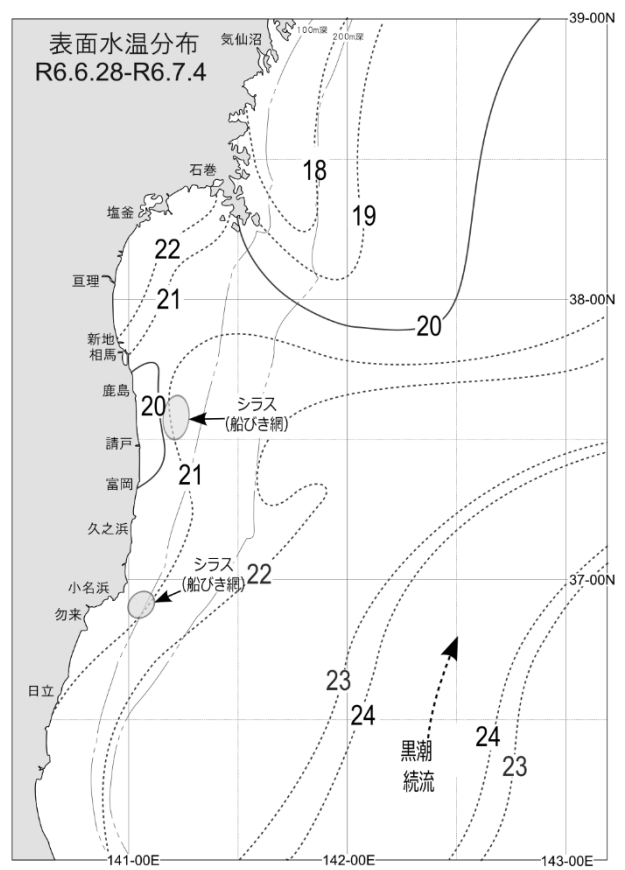 表面水温分布
R6.6.28-R6.7.4
気仙沼
100m深
200m深
39-00N
18
石巻
19
塩釜
22
亘理
21
38-00N
20
新地
相馬
鹿島
20
シラス
(船びき網)
請戸
21
富岡
久之浜
シラス
(船びき網)
22
37-00N
小名浜
勿来
23
日立
24
24
黒潮
続流
23
141-00E
142-00E
143-00E